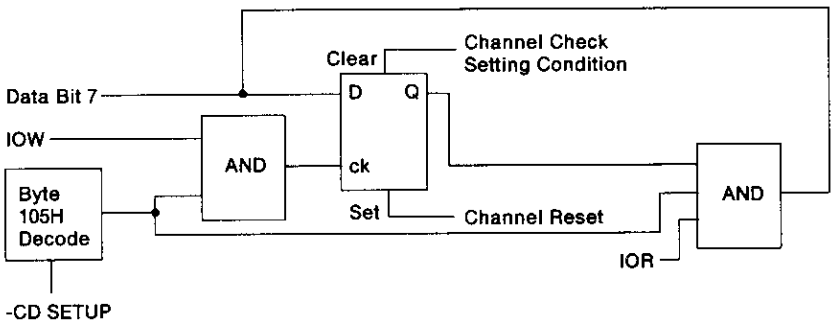 Clear
Channel Check
Setting Condition
Data Bit 7
D
Q
IOW
AND
ck
AND
Byte
105H
Decode
Set
Channel Reset
IOR
-CD SETUP